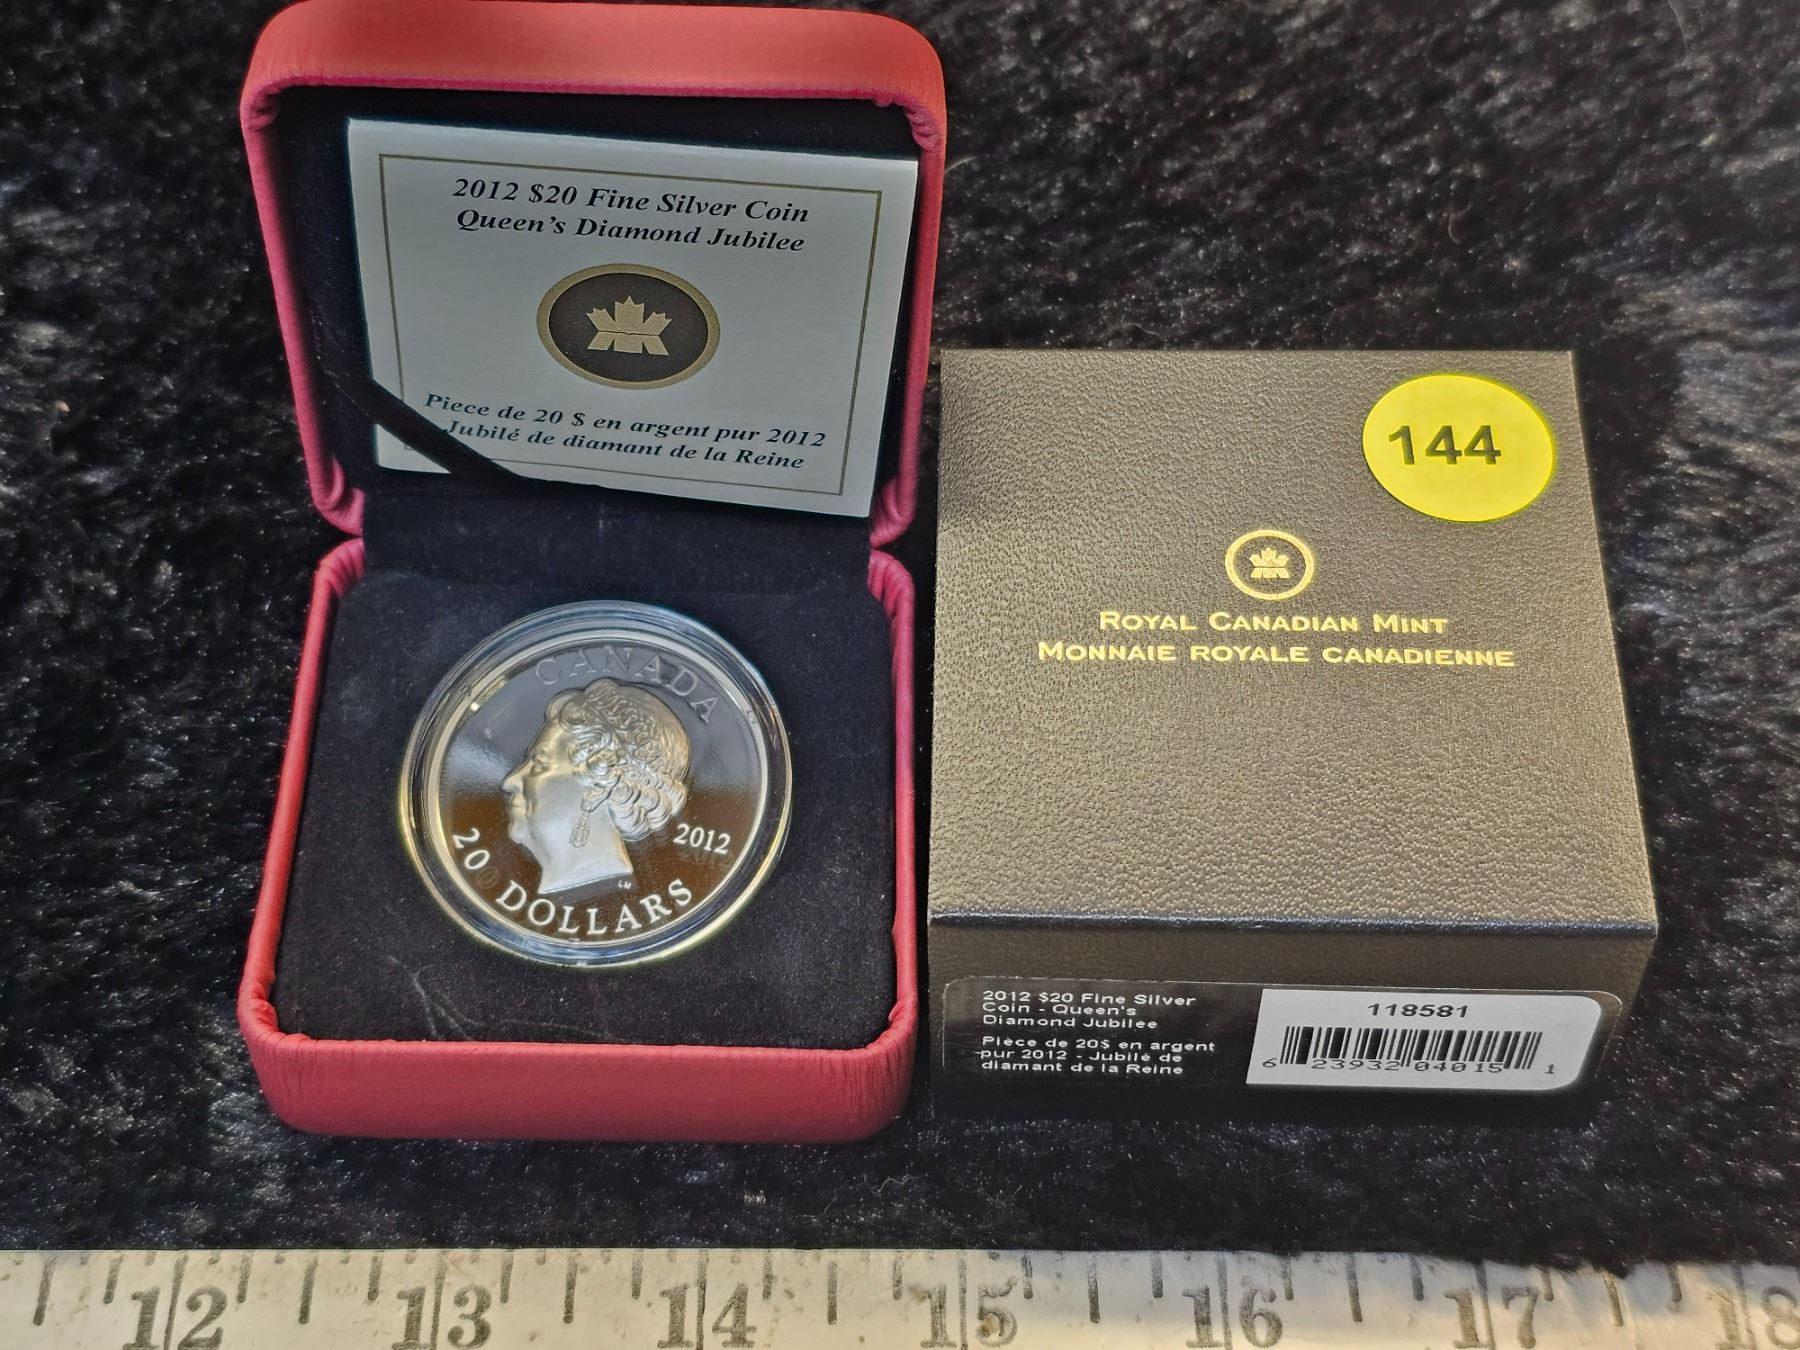 2012 $20 Fine Silver Coin
Queen's Diamond Jubilee
Piece de 20 $ en argent pur 2012
Jubilé de diamant de la Reine
CANADA
2012
20 DOLLARS
LM
144
ROYAL CANADIAN MINT
MONNAIE ROYALE CANADIENNE
2012 $20 Fine Silver
Coin - Queen's
Diamond Jubilee
Pièce de 20$ en argent
pur 2012 - Jubilé de
diamant de la Reine
118581
6 23932 04015 1
12 13 14 15 16 17 18